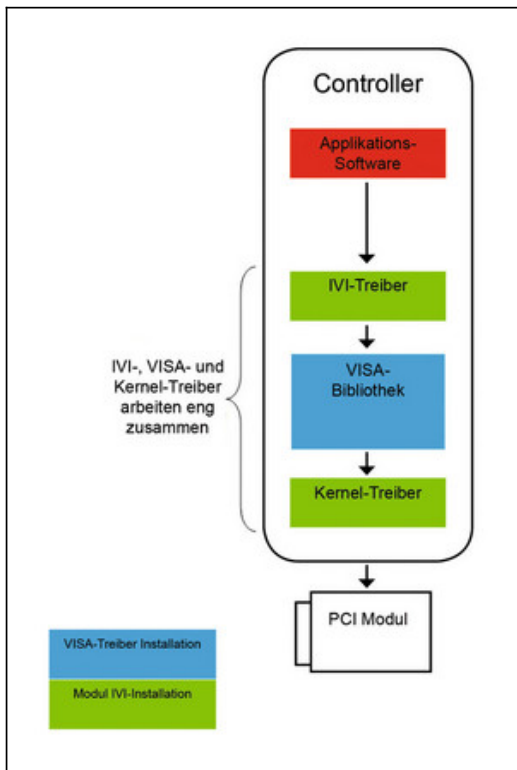 Controller
Applikations-
Software
IVI-Treiber
IVI-, VISA- und
Kernel-Treiber
arbeiten eng
zusammen
VISA-
Bibliothek
Kernel-Treiber
PCI Modul
VISA-Treiber Installation
Modul IVI-Installation